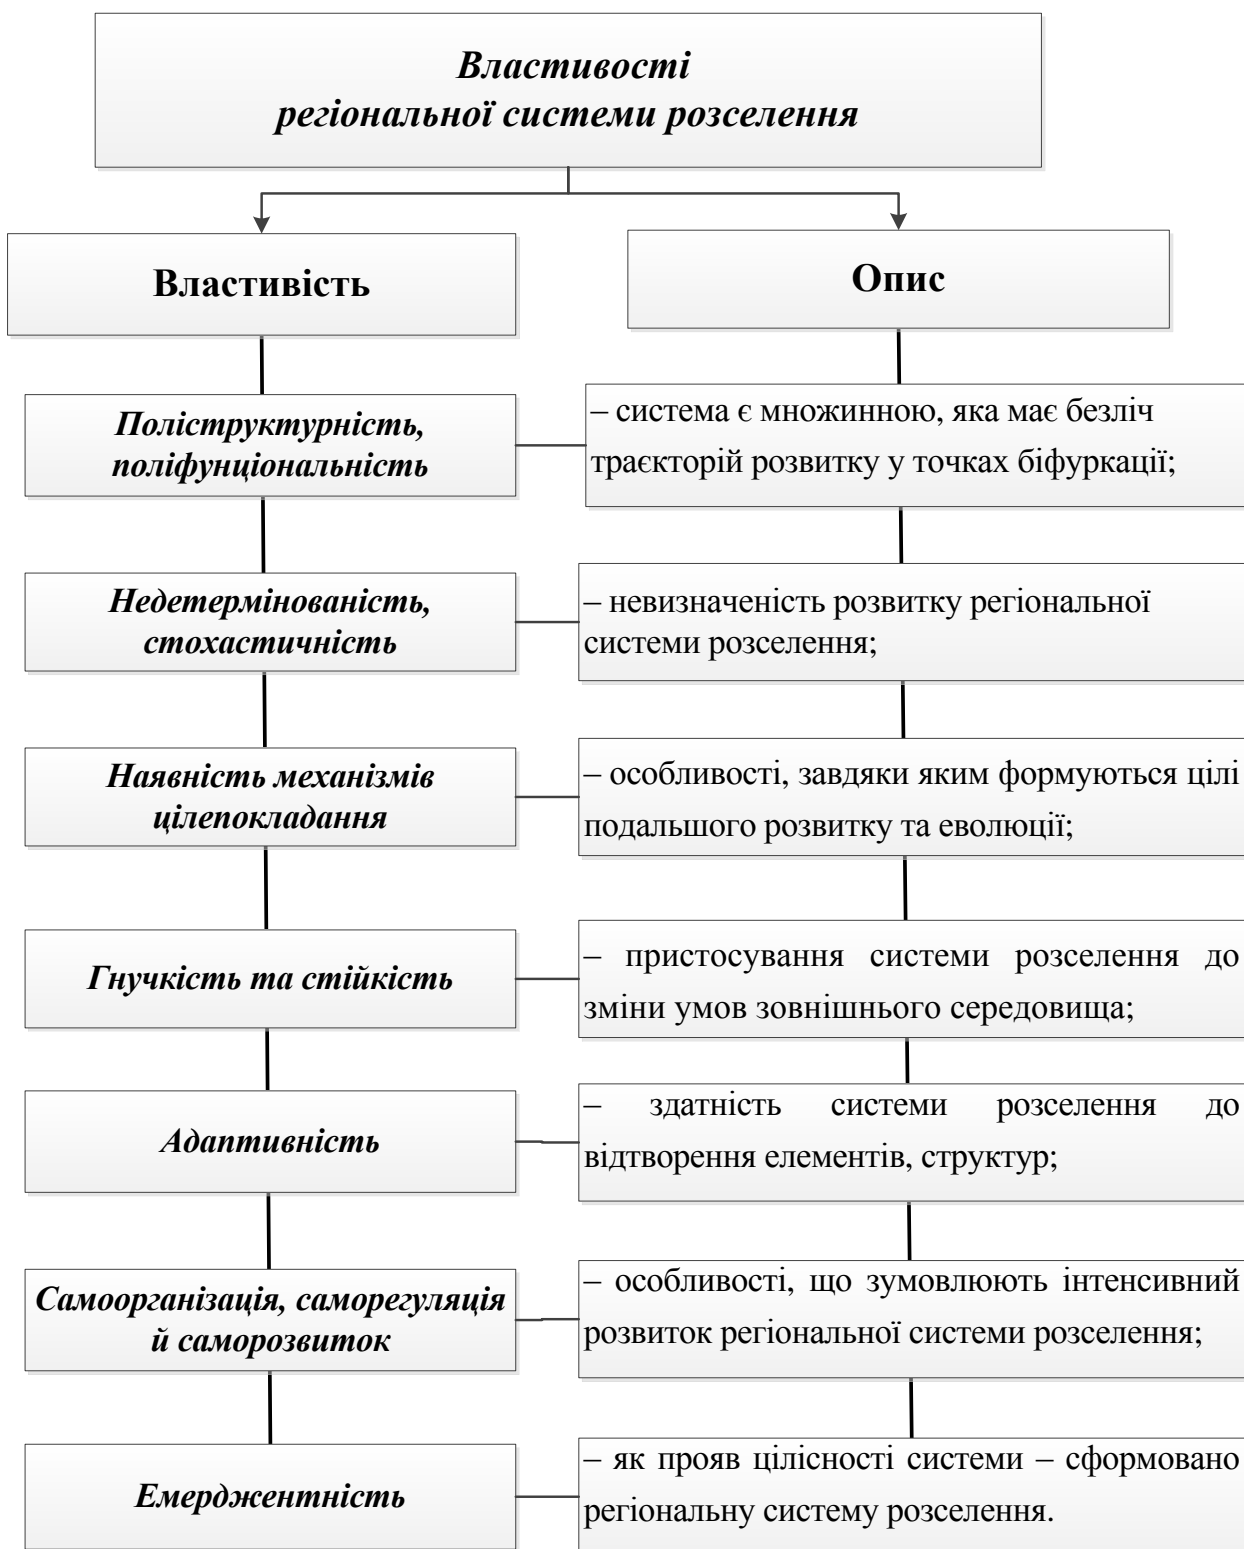 Властивості
регіональної системи розселення
Властивість
Опис
Поліструктурність,
поліфунціональність
– система є множинною, яка має безліч
траєкторій розвитку у точках біфуркації;
Недетермінованість,
стохастичність
– невизначеність розвитку регіональної
системи розселення;
Наявність механізмів
цілепокладання
– особливості, завдяки яким формуються цілі
подальшого розвитку та еволюції;
Гнучкість та стійкість
– пристосування системи розселення до
зміни умов зовнішнього середовища;
Адаптивність
– здатність системи розселення до
відтворення елементів, структур;
Самоорганізація, саморегуляція
й саморозвиток
– особливості, що зумовлюють інтенсивний
розвиток регіональної системи розселення;
Емерджентність
– як прояв цілісності системи – сформовано
регіональну систему розселення.